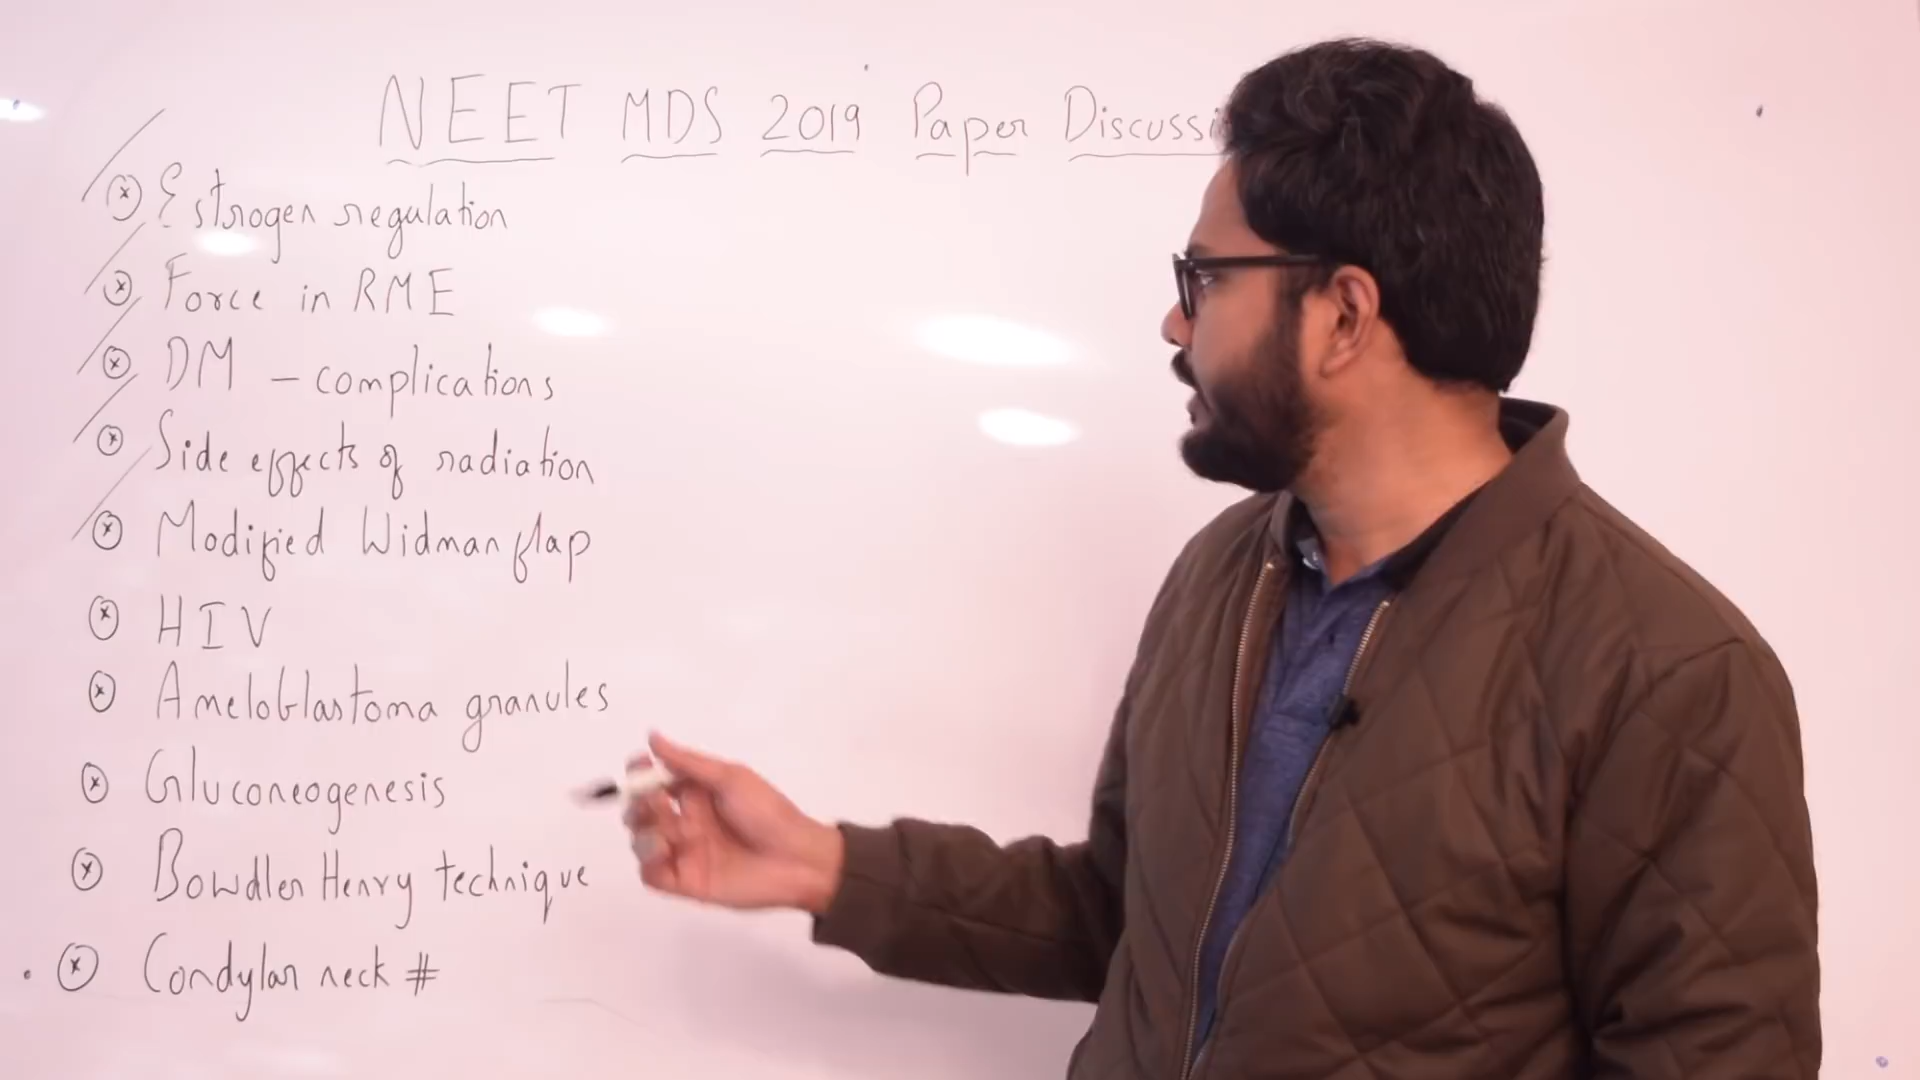 NEET MDS 2019 Paper Discussi
Estrogen regulation
Force in RME
DM - complications
Side effects of radiation
Modified Widman flap
HIV
Ameloblastoma granules
Gluconeogenesis
Bowdler Henry technique
Condylar neck #